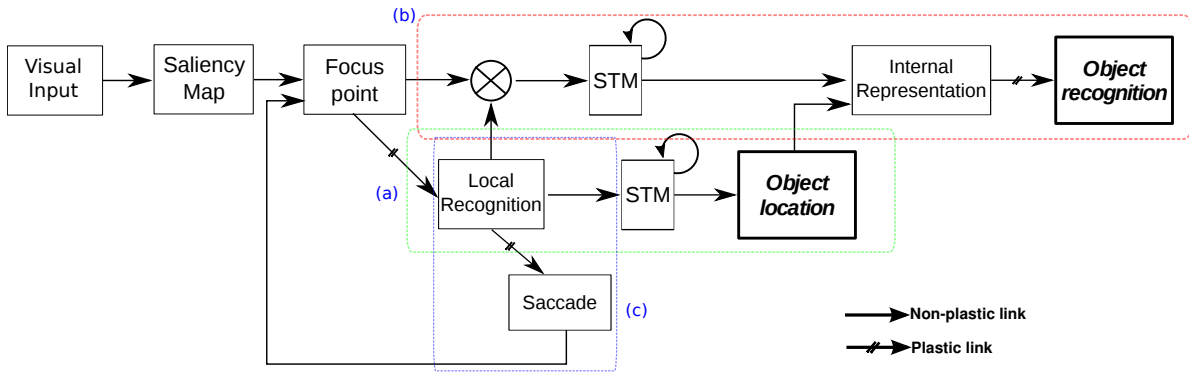 (b)
Visual
Input
Saliency
Map
Focus
point
STM
Internal
Representation
Object
recognition
(a)
Local
Recognition
STM
Object
location
Saccade
(c)
Non-plastic link
Plastic link